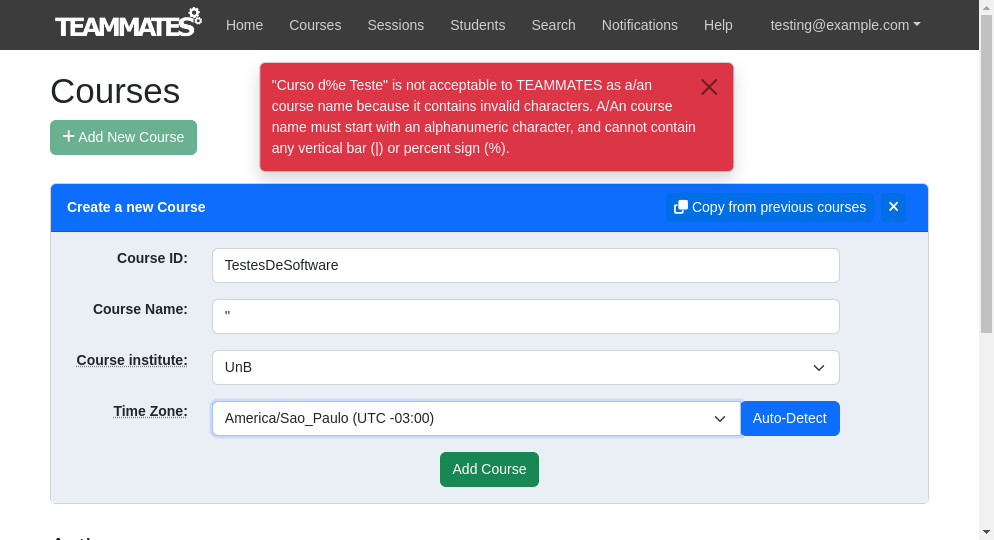 TEAMMATES Home Courses Sessions Students Search Notifications Help testing@example.com
Courses
+ Add New Course
"Curso d%e Teste" is not acceptable to TEAMMATES as a/an
course name because it contains invalid characters. A/An course
name must start with an alphanumeric character, and cannot contain
any vertical bar (|) or percent sign (%).
Create a new Course Copy from previous courses
Course ID: TestesDeSoftware
Course Name: "
Course institute: UnB
Time Zone: America/Sao_Paulo (UTC -03:00) Auto-Detect
Add Course